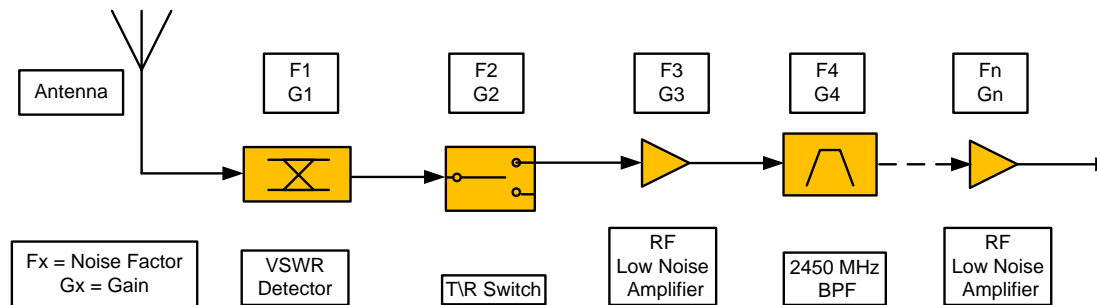 Antenna
F1
G1
F2
G2
F3
G3
F4
G4
Fn
Gn
Fx = Noise Factor
Gx = Gain
VSWR
Detector
T\R Switch
RF
Low Noise
Amplifier
2450 MHz
BPF
RF
Low Noise
Amplifier